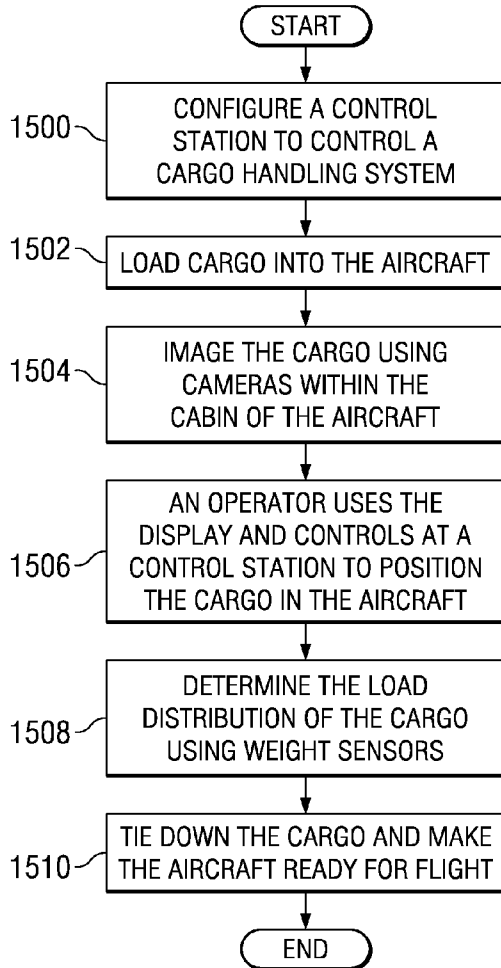 START
1500
CONFIGURE A CONTROL
STATION TO CONTROL A
CARGO HANDLING SYSTEM
1502
LOAD CARGO INTO THE AIRCRAFT
1504
IMAGE THE CARGO USING
CAMERAS WITHIN THE
CABIN OF THE AIRCRAFT
1506
AN OPERATOR USES THE
DISPLAY AND CONTROLS AT A
CONTROL STATION TO POSITION
THE CARGO IN THE AIRCRAFT
1508
DETERMINE THE LOAD
DISTRIBUTION OF THE CARGO
USING WEIGHT SENSORS
1510
TIE DOWN THE CARGO AND MAKE
THE AIRCRAFT READY FOR FLIGHT
END